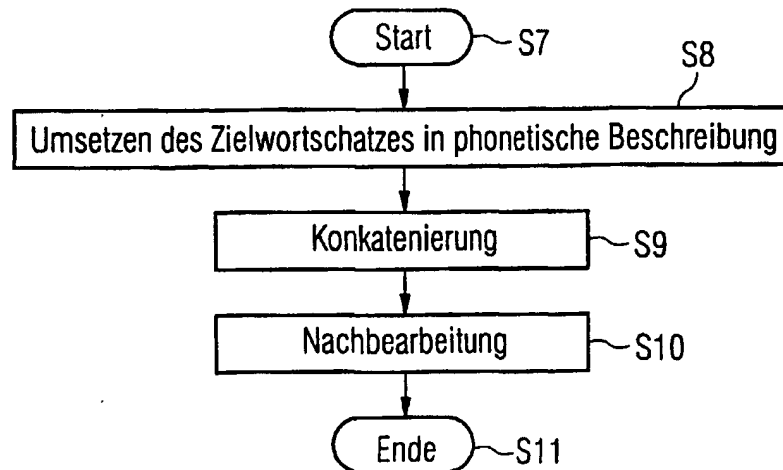 Start S7
S8
Umsetzen des Zielwortschatzes in phonetische Beschreibung
Konkatenierung S9
Nachbearbeitung S10
Ende S11